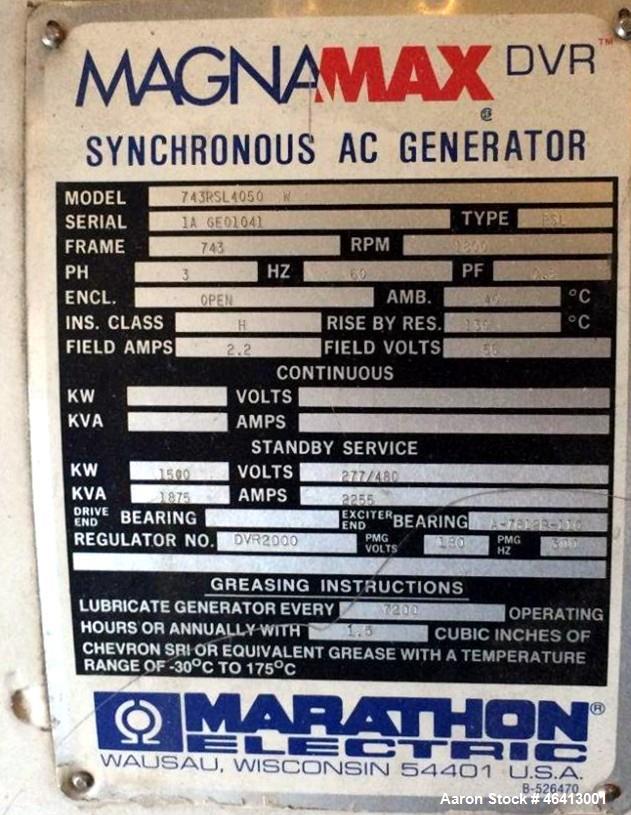 MAGNAMAX DVR™
SYNCHRONOUS AC GENERATOR
MODEL 743RSL4050 W
SERIAL 1A GE01041 TYPE
FRAME 743 RPM 1800
PH 3 HZ 60 PF
ENCL. OPEN AMB. 40 °C
INS. CLASS H RISE BY RES. °C
FIELD AMPS 2.2 FIELD VOLTS
CONTINUOUS
KW VOLTS
KVA AMPS
STANDBY SERVICE
KW 1500 VOLTS 277/480
KVA 1875 AMPS 2255
DRIVE END BEARING EXCITER END BEARING
REGULATOR NO. DVR2000 PMG VOLTS 180 PMG HZ 300
GREASING INSTRUCTIONS
LUBRICATE GENERATOR EVERY 7200 OPERATING
HOURS OR ANNUALLY WITH 1.5 CUBIC INCHES OF
CHEVRON SRI OR EQUIVALENT GREASE WITH A TEMPERATURE
RANGE OF -30°C TO 175°C
MARATHON®
ELECTRIC
WAUSAU, WISCONSIN 54401 U.S.A.
B-526470
Aaron Stock # 46413001